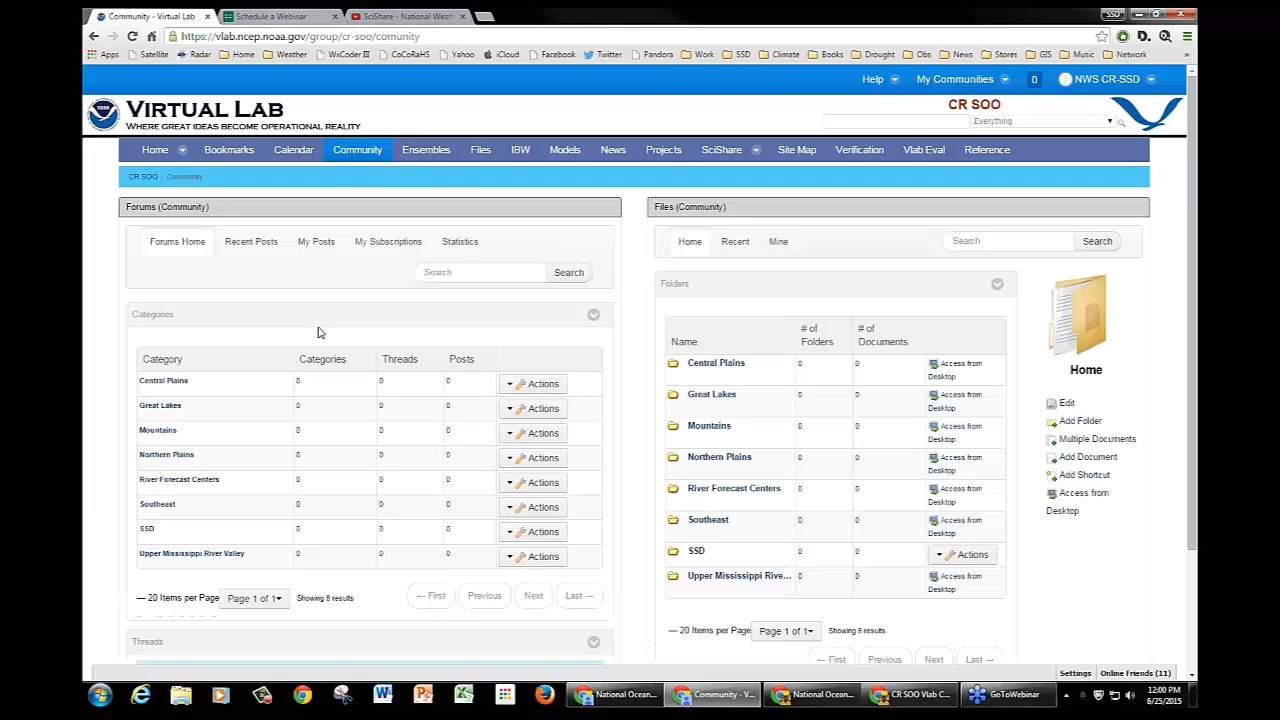 Community - Virtual Lab
Schedule a Webinar
SciShare - National Weat
SSD
https://vlab.ncep.noaa.gov/group/cr-soo/comunity
Apps Satellite Radar Home Weather WxCoder III CoCoRaHS Yahoo iCloud Facebook Twitter Pandora Work SSD Climate Books Drought Obs News Stores GIS Music Network
Help My Communities 0 NWS CR-SSD
VIRTUAL LAB
WHERE GREAT IDEAS BECOME OPERATIONAL REALITY
CR SOO
Everything
Home Bookmarks Calendar Community Ensembles Files IBW Models News Projects SciShare Site Map Verification Vlab Eval Reference
CR SOO Community
Forums (Community)
Forums Home Recent Posts My Posts My Subscriptions Statistics
Search Search
Categories
Category Categories Threads Posts
Central Plains 0 0 0 Actions
Great Lakes 0 0 0 Actions
Mountains 0 0 0 Actions
Northern Plains 0 0 0 Actions
River Forecast Centers 0 0 0 Actions
Southeast 0 0 0 Actions
SSD 0 0 0 Actions
Upper Mississippi River Valley 0 0 0 Actions
— 20 Items per Page Page 1 of 1 Showing 8 results
← First Previous Next Last →
Threads
Files (Community)
Home Recent Mine
Search Search
Folders
Name # of Folders # of Documents
Central Plains 0 0 Access from Desktop
Great Lakes 0 0 Access from Desktop
Mountains 0 0 Access from Desktop
Northern Plains 0 0 Access from Desktop
River Forecast Centers 0 0 Access from Desktop
Southeast 0 0 Access from Desktop
SSD 0 0 Actions
Upper Mississippi Rive... 0 0 Access from Desktop
— 20 Items per Page Page 1 of 1 Showing 8 results.
← First Previous Next Last →
Home
Edit
Add Folder
Multiple Documents
Add Document
Add Shortcut
Access from
Desktop
Settings Online Friends (11)
National Ocean...
Community - V...
National Ocean...
CR SOO Vlab C...
GoToWebinar
12:00 PM
6/25/2015